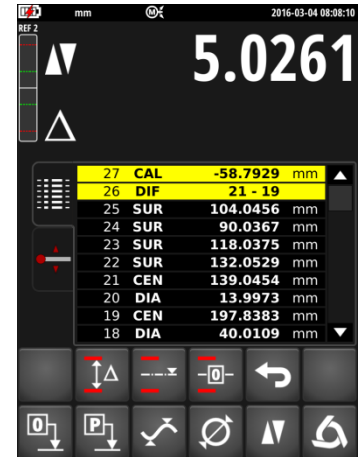 mm M 2016-03-04 08:08:10
REF 2
5.0261
27 CAL -58.7929 mm
26 DIF 21 - 19
25 SUR 104.0456 mm
24 SUR 90.0367 mm
23 SUR 118.0375 mm
22 SUR 132.0529 mm
21 CEN 139.0454 mm
20 DIA 13.9973 mm
19 CEN 197.8383 mm
18 DIA 40.0109 mm
Δ
0
0 P